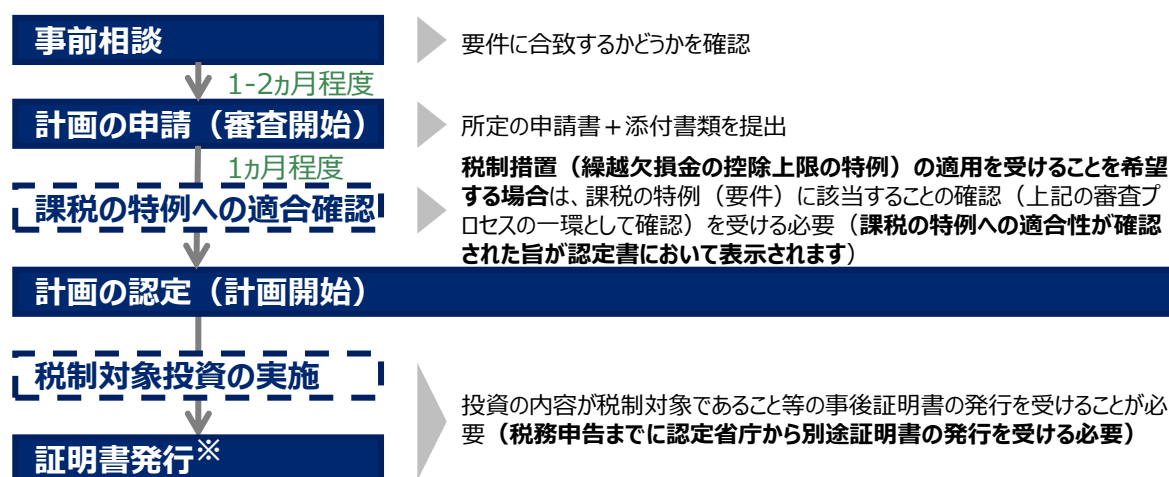 事前相談
要件に合致するかどうかを確認
1-2ヵ月程度
計画の申請（審査開始）
所定の申請書＋添付書類を提出
1ヵ月程度
課税の特例への適合確認
税制措置（繰越欠損金の控除上限の特例）の適用を受けることを希望
する場合は、課税の特例（要件）に該当することの確認（上記の審査プ
ロセスの一環として確認）を受ける必要（課税の特例への適合性が確認
された旨が認定書において表示されます）
計画の認定（計画開始）
税制対象投資の実施
投資の内容が税制対象であること等の事後証明書の発行を受けることが必
要（税務申告までに認定省庁から別途証明書の発行を受ける必要）
証明書発行※